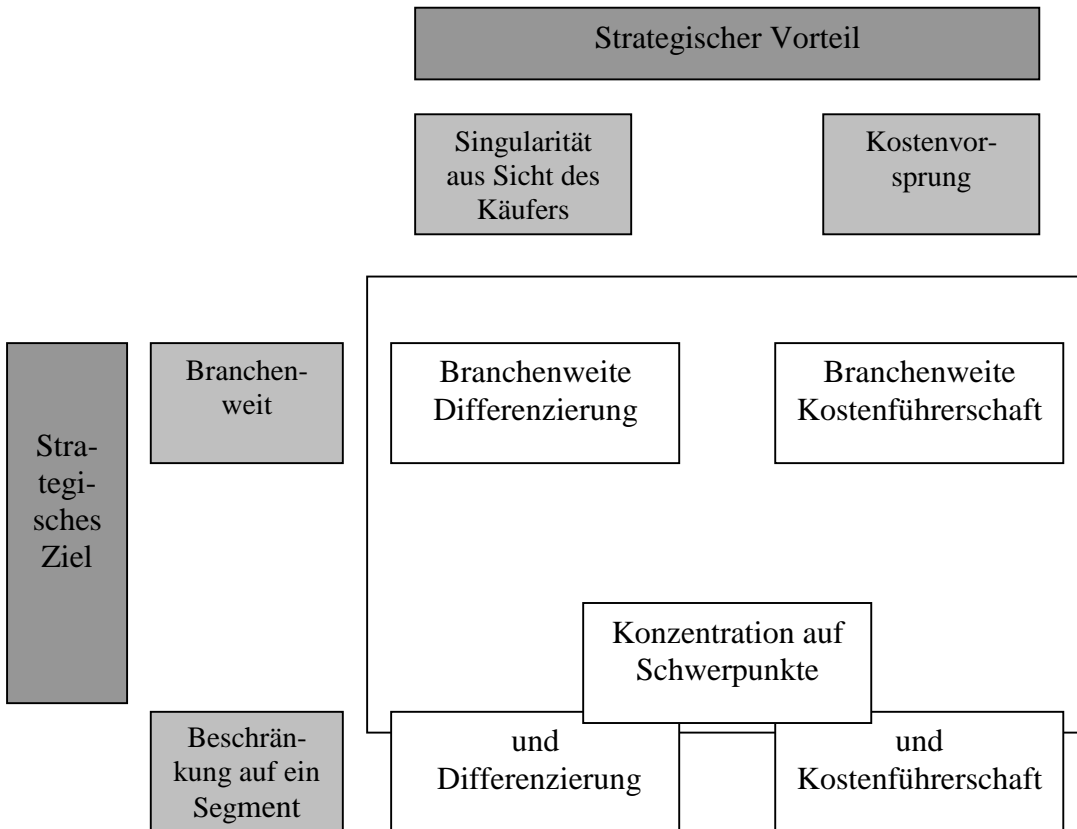 Strategischer Vorteil
Singularität
aus Sicht des
Käufers
Kostenvor-
sprung
Stra-
tegi-
sches
Ziel
Branchen-
weit
Branchenweite
Differenzierung
Branchenweite
Kostenführerschaft
Konzentration auf
Schwerpunkte
Beschrän-
kung auf ein
Segment
und
Differenzierung
und
Kostenführerschaft